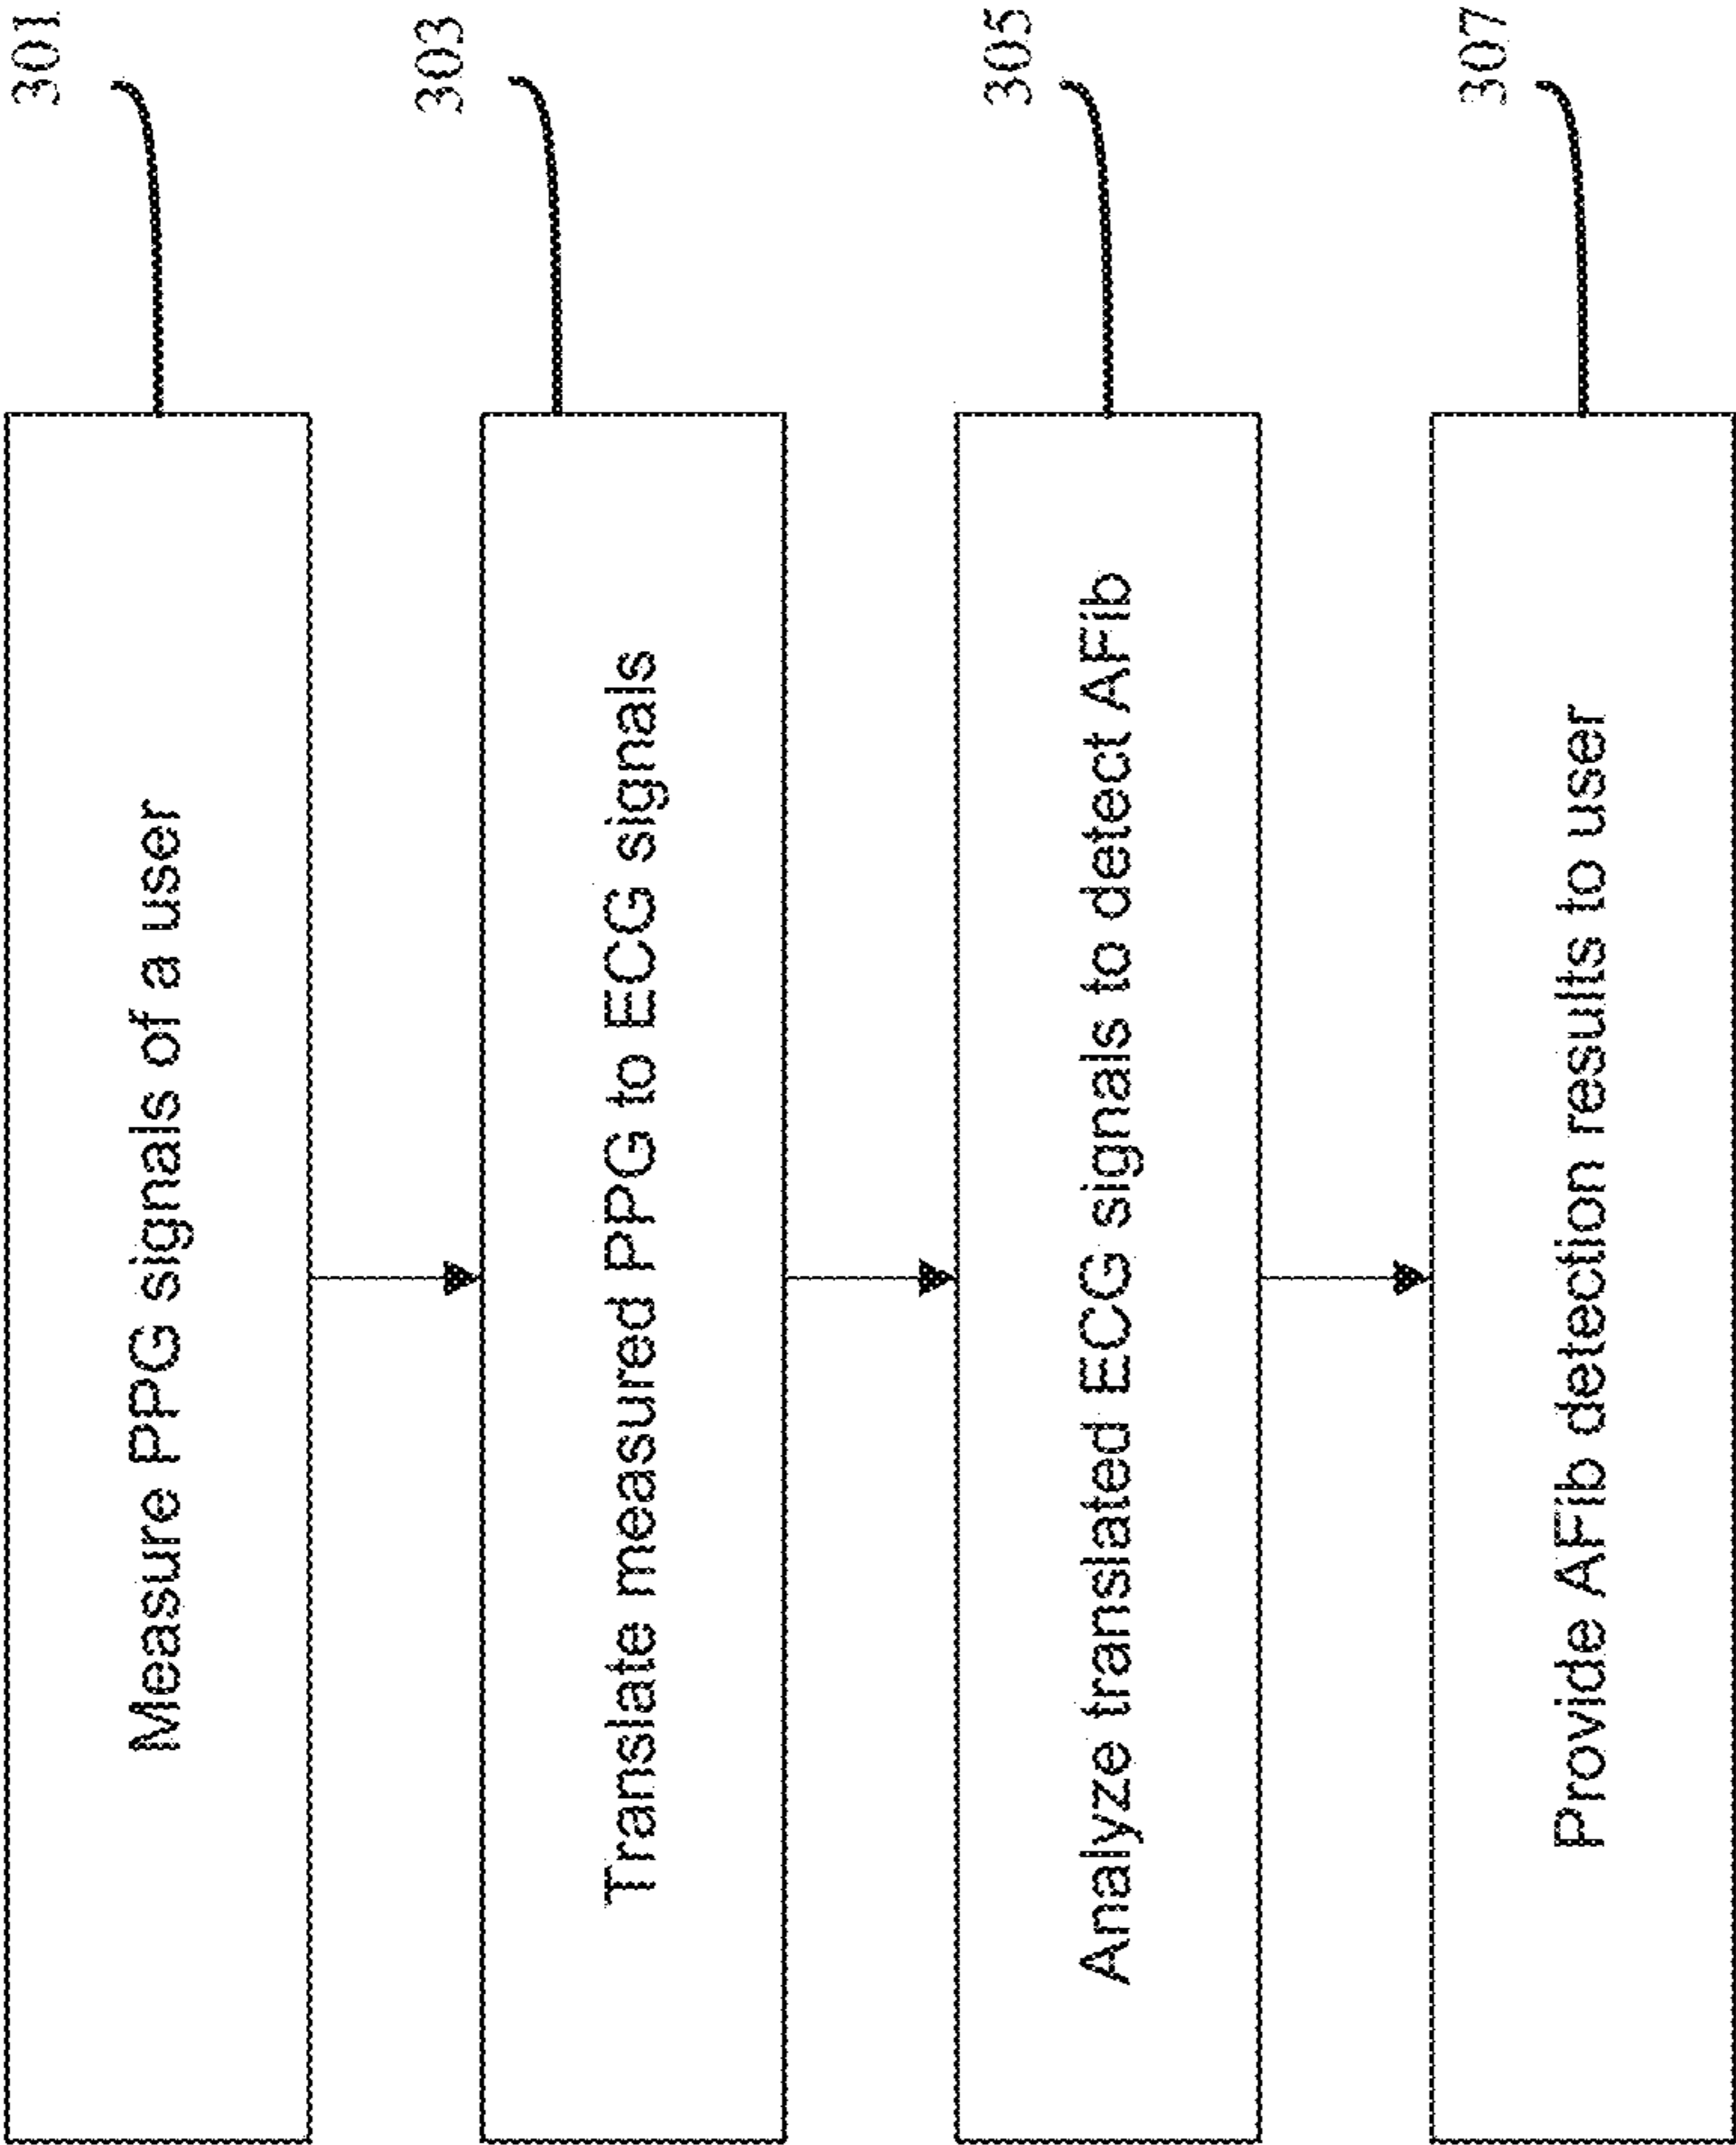 Measure PPG signals of a user
301
Translate measured PPG to ECG signals
303
Analyze translated ECG signals to detect AFib
305
Provide AFib detection results to user
307